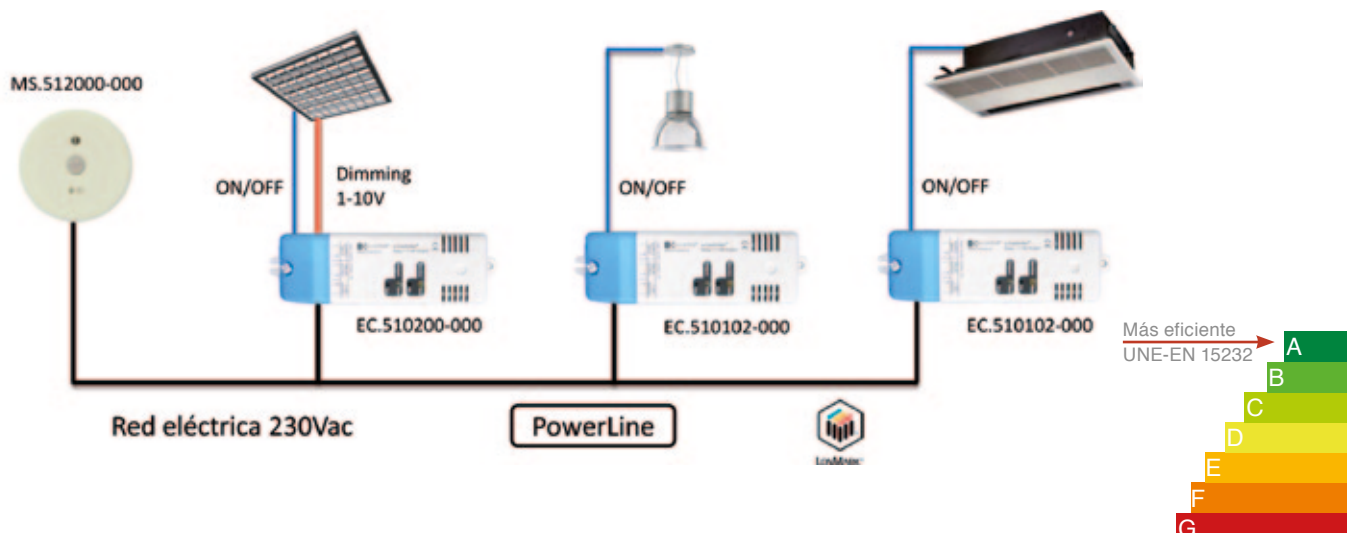 MS.512000-000
ON/OFF
Dimming
1-10V
ON/OFF
ON/OFF
EC.510200-000
EC.510102-000
EC.510102-000
Red eléctrica 230Vac
PowerLine
LONMARK
Más eficiente
UNE-EN 15232
A
B
C
D
E
F
G